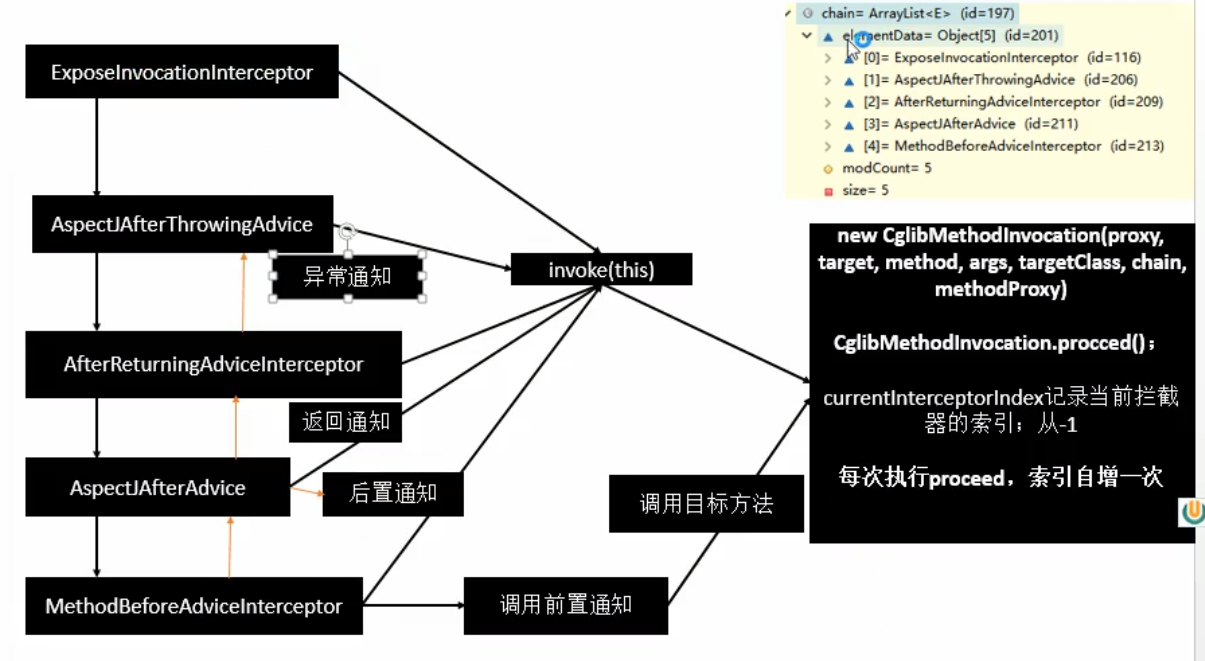 chain= ArrayList<E> (id=197)
elementData= Object[5] (id=201)
[0]= ExposeInvocationInterceptor (id=116)
[1]= AspectJAfterThrowingAdvice (id=206)
[2]= AfterReturningAdviceInterceptor (id=209)
[3]= AspectJAfterAdvice (id=211)
[4]= MethodBeforeAdviceInterceptor (id=213)
modCount= 5
size= 5
ExposeInvocationInterceptor
AspectJAfterThrowingAdvice
异常通知
invoke(this)
AfterReturningAdviceInterceptor
返回通知
AspectJAfterAdvice
后置通知
MethodBeforeAdviceInterceptor
调用前置通知
调用目标方法
new CglibMethodInvocation(proxy,
target, method, args, targetClass, chain,
methodProxy)
CglibMethodInvocation.procced()；
currentInterceptorIndex记录当前拦截
器的索引；从-1
每次执行proceed，索引自增一次